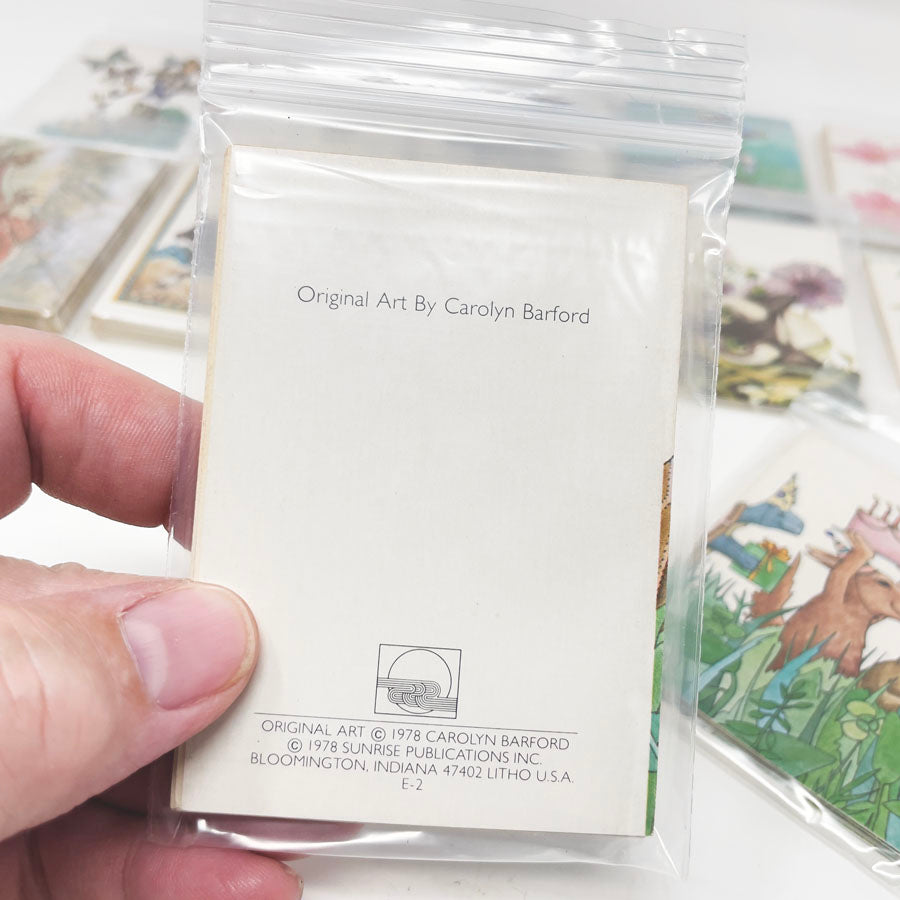 Original Art By Carolyn Barford
ORIGINAL ART © 1978 CAROLYN BARFORD
© 1978 SUNRISE PUBLICATIONS INC.
BLOOMINGTON, INDIANA 47402 LITHO U.S.A.
E-2